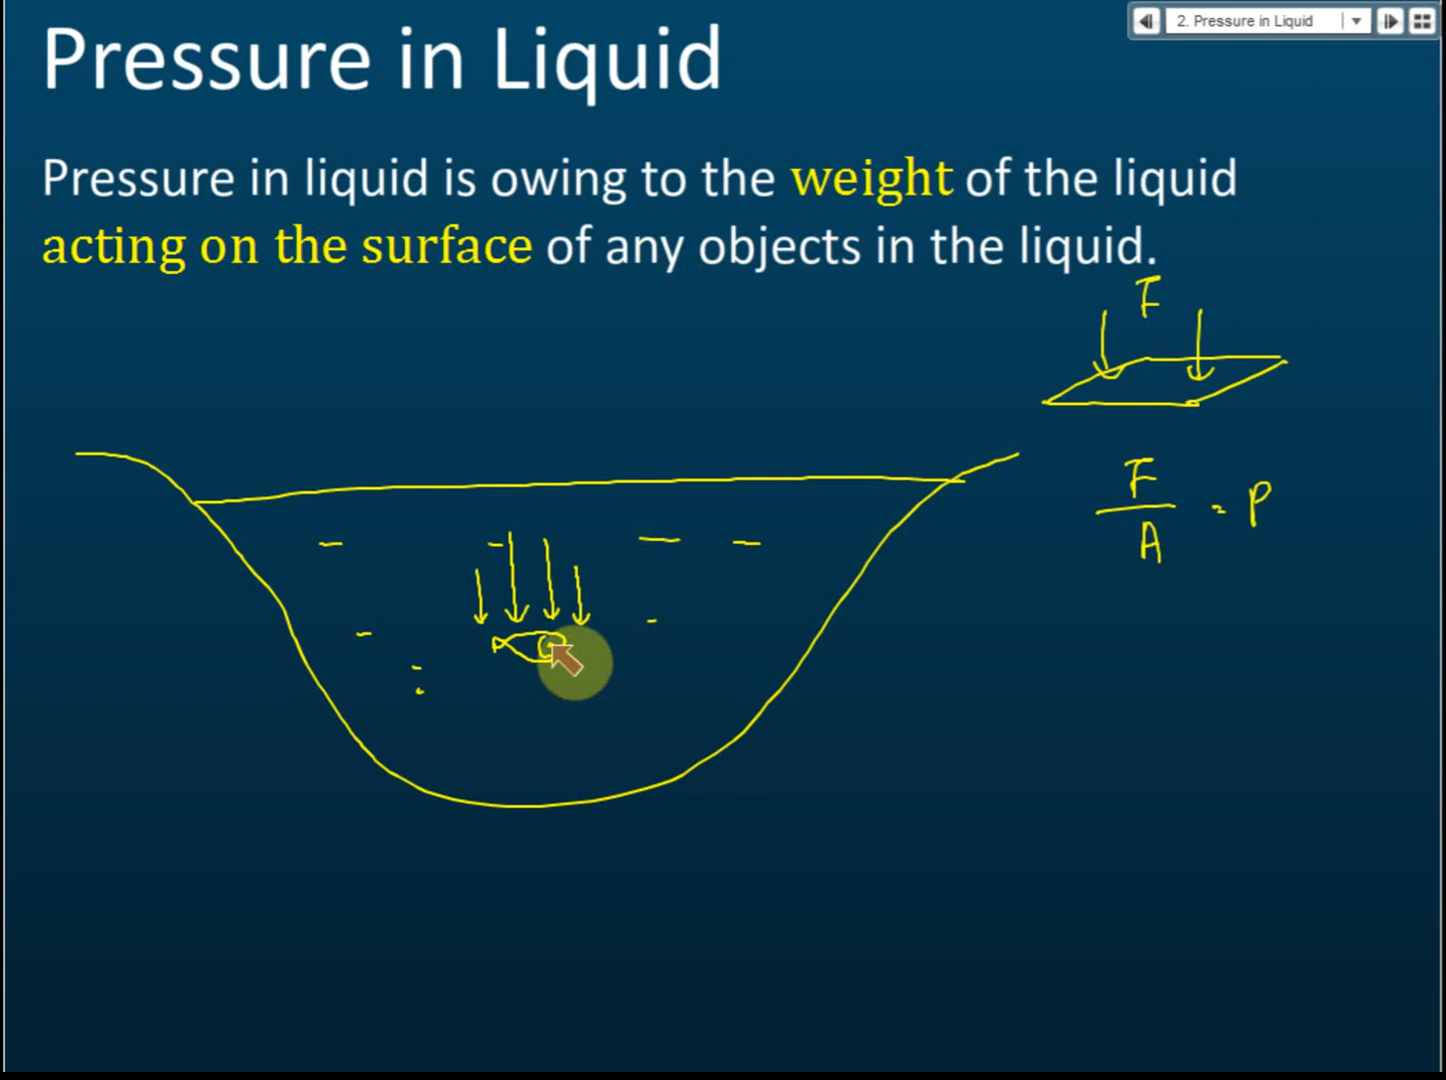 2. Pressure in Liquid
Pressure in Liquid
Pressure in liquid is owing to the weight of the liquid
acting on the surface of any objects in the liquid.
F
F
A
= P